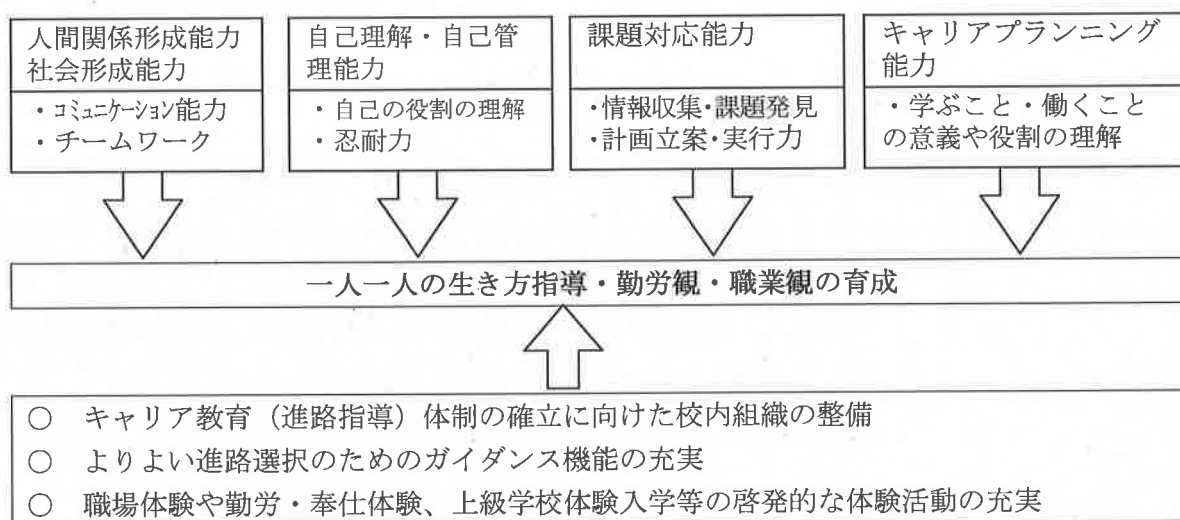 人間関係形成能力
社会形成能力
・コミュニケーション能力
・チームワーク
自己理解・自己管
理能力
・自己の役割の理解
・忍耐力
課題対応能力
・情報収集・課題発見
・計画立案・実行力
キャリアプランニング
能力
・学ぶこと・働くこと
の意義や役割の理解
一人一人の生き方指導・勤労観・職業観の育成
○ キャリア教育（進路指導）体制の確立に向けた校内組織の整備
○ よりよい進路選択のためのガイダンス機能の充実
○ 職場体験や勤労・奉仕体験、上級学校体験入学等の啓発的な体験活動の充実